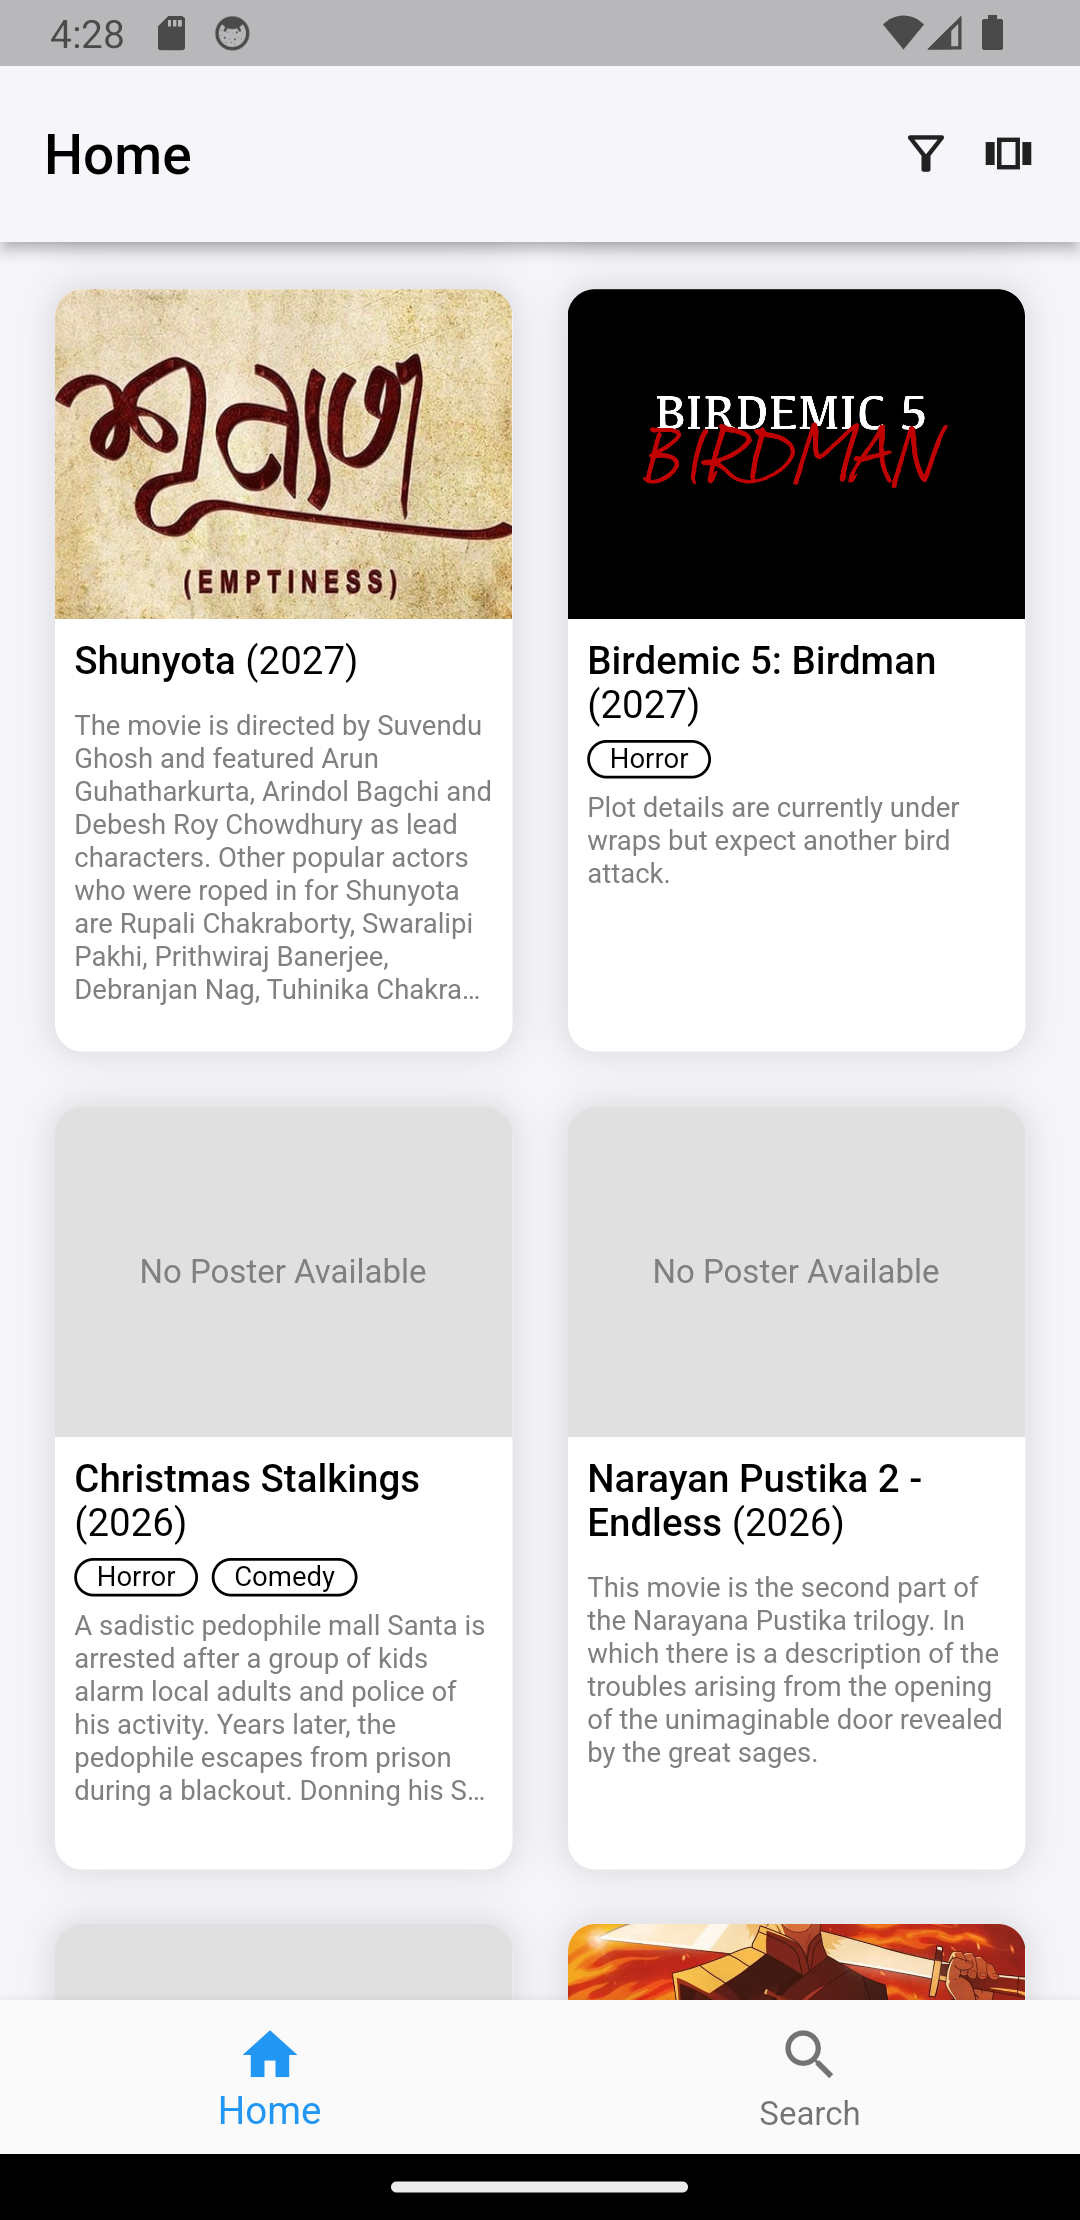 4:28
Home
শূন্যতা
(EMPTINESS)
Shunyota (2027)
The movie is directed by Suvendu
Ghosh and featured Arun
Guhatharkurta, Arindol Bagchi and
Debesh Roy Chowdhury as lead
characters. Other popular actors
who were roped in for Shunyota
are Rupali Chakraborty, Swaralipi
Pakhi, Prithwiraj Banerjee,
Debranjan Nag, Tuhinika Chakra...
BIRDEMIC 5
BIRDMAN
Birdemic 5: Birdman
(2027)
Horror
Plot details are currently under
wraps but expect another bird
attack.
No Poster Available
Christmas Stalkings
(2026)
Horror Comedy
A sadistic pedophile mall Santa is
arrested after a group of kids
alarm local adults and police of
his activity. Years later, the
pedophile escapes from prison
during a blackout. Donning his S...
No Poster Available
Narayan Pustika 2 -
Endless (2026)
This movie is the second part of
the Narayana Pustika trilogy. In
which there is a description of the
troubles arising from the opening
of the unimaginable door revealed
by the great sages.
Home
Search